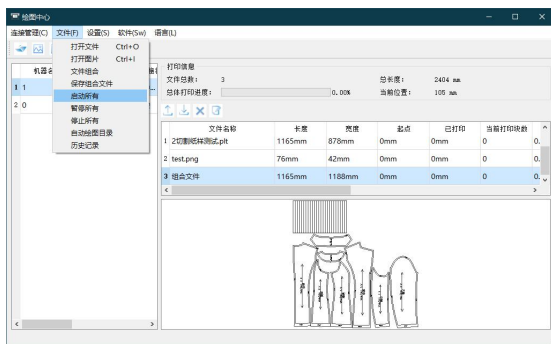 绘图中心
连接管理(C) 文件(F) 设置(S) 软件(Sw) 语言(L)
打开文件 Ctrl+O
打开图片 Ctrl+I
文件组合
保存组合文件
启动所有
暂停所有
停止所有
自动绘图目录
历史记录
机器名
1 1
2 0
打印信息
文件总数: 3 总长度: 2404 mm
总体打印进度: 0.00% 当前位置: 105 mm
文件名称 长度 宽度 起点 已打印 当前打印块数
1 2切割纸样测试.plt 1165mm 878mm 0mm 0mm 0 0.
2 test.png 76mm 42mm 0mm 0mm 0 0.
3 组合文件 1165mm 1188mm 0mm 0mm 0 0.